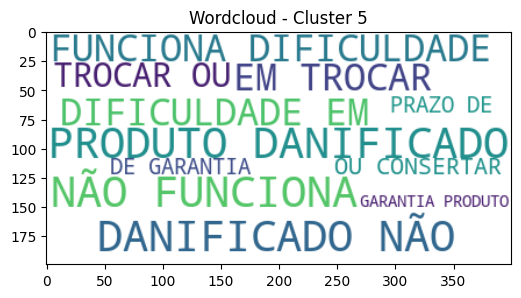 Wordcloud - Cluster 5
0
25
50
75
100
125
150
175
FUNCIONA DIFICULDADE
TROCAR OU EM TROCAR
DIFICULDADE EM PRAZO DE
PRODUTO DANIFICADO
DE GARANTIA OU CONSERTAR
NÃO FUNCIONA GARANTIA PRODUTO
DANIFICADO NÃO
0 50 100 150 200 250 300 350